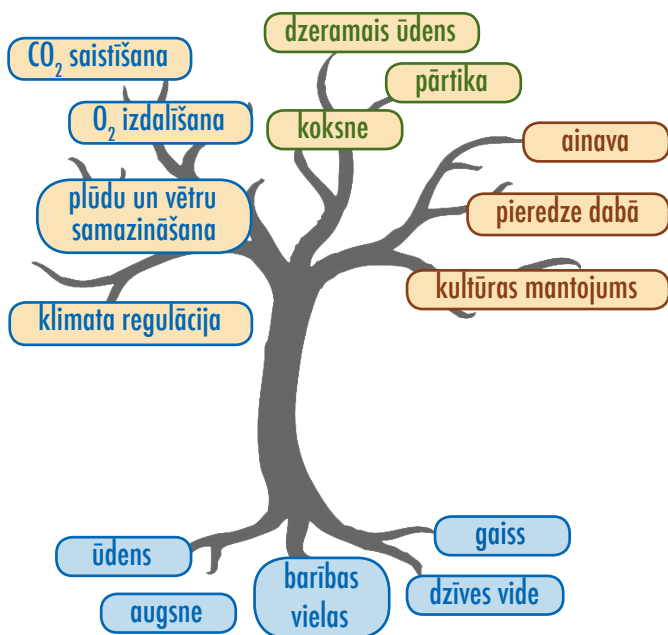 CO₂ saistīšana
O₂ izdalīšana
plūdu un vētru
samazināšana
klimata regulācija
dzeramais ūdens
pārtika
koksne
ainava
pieredze dabā
kultūras mantojums
ūdens
augsne
barības
vielas
gaiss
dzīves vide